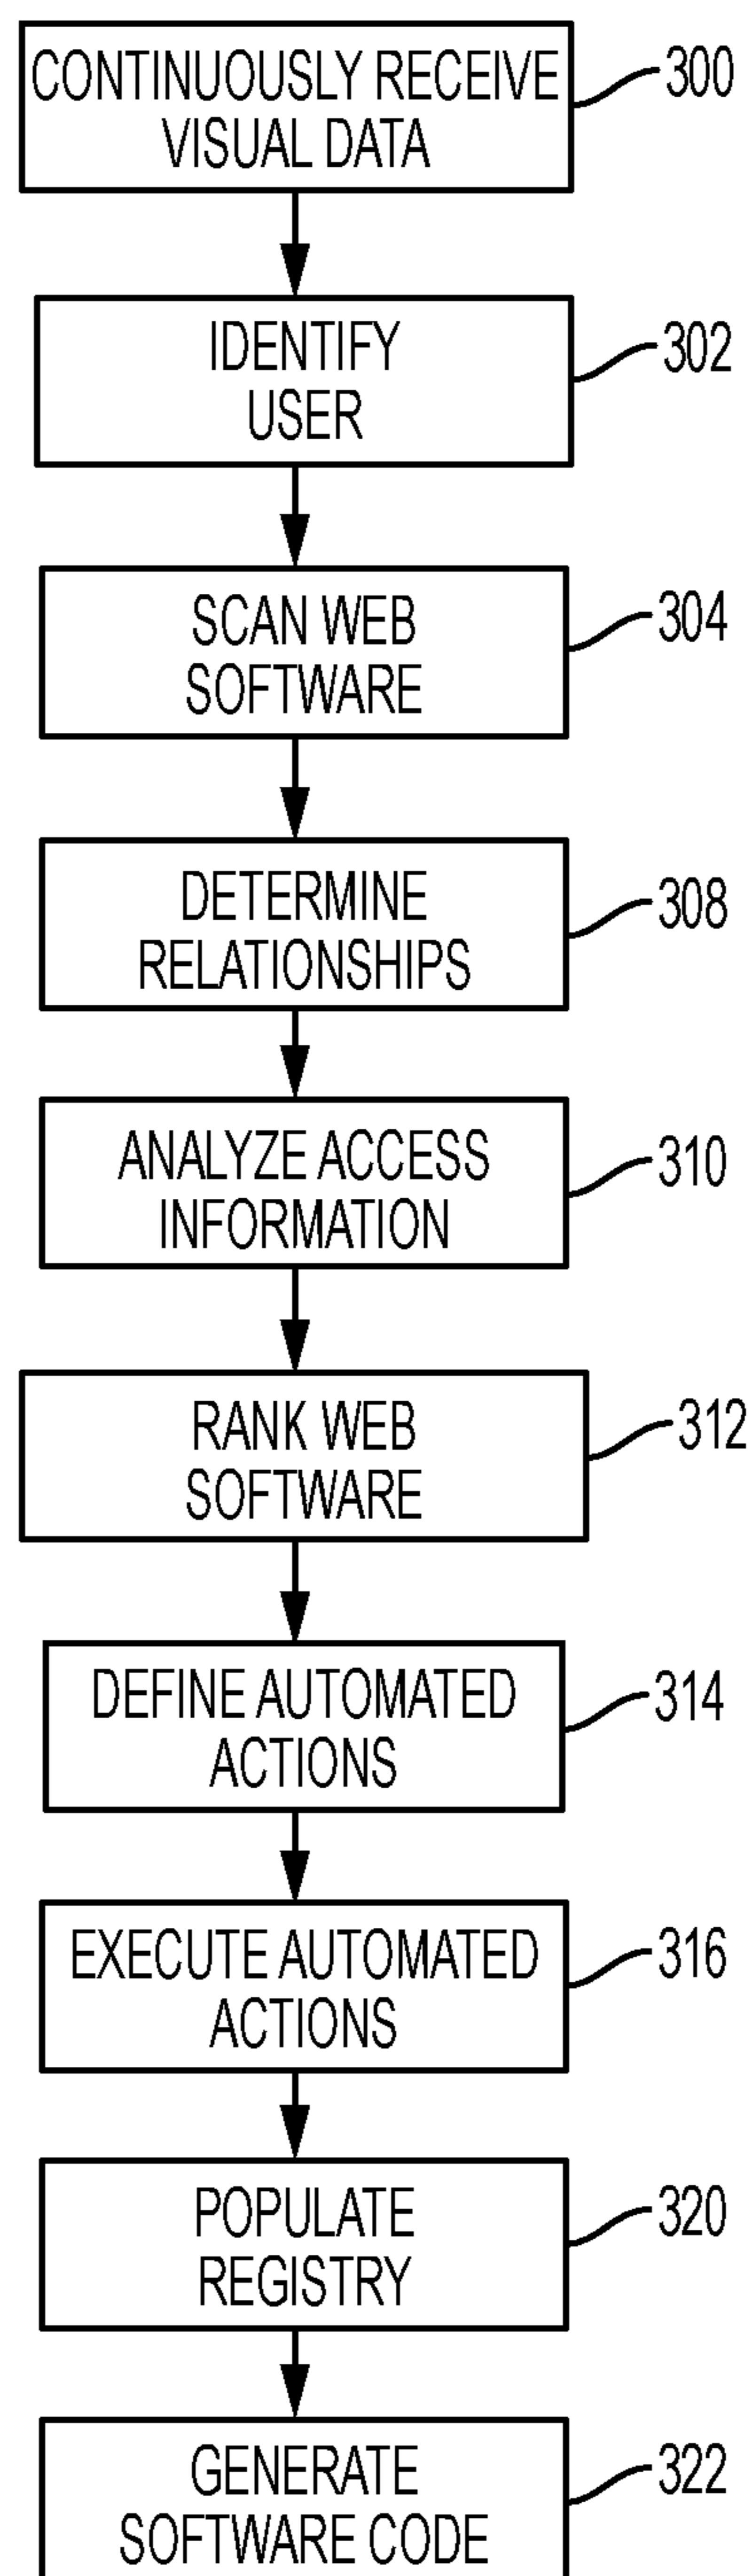 CONTINUOUSLY RECEIVE
VISUAL DATA
300
IDENTIFY
USER
302
SCAN WEB
SOFTWARE
304
DETERMINE
RELATIONSHIPS
308
ANALYZE ACCESS
INFORMATION
310
RANK WEB
SOFTWARE
312
DEFINE AUTOMATED
ACTIONS
314
EXECUTE AUTOMATED
ACTIONS
316
POPULATE
REGISTRY
320
GENERATE
SOFTWARE CODE
322